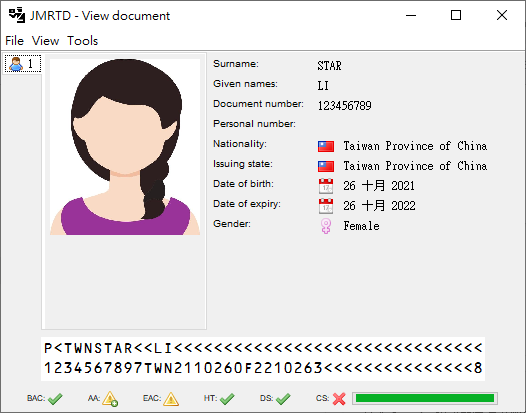 JMRTD - View document
File View Tools
1
Surname: STAR
Given names: LI
Document number: 123456789
Personal number:
Nationality: Taiwan Province of China
Issuing state: Taiwan Province of China
Date of birth: 26 十月 2021
Date of expiry: 26 十月 2022
Gender: Female
P<TWNSTAR<<LI<<<<<<<<<<<<<<<<<<<<<<<<<<<<<<<
1234567897TWN2110260F2210263<<<<<<<<<<<<<<<8
BAC: AA: EAC: HT: DS: CS: